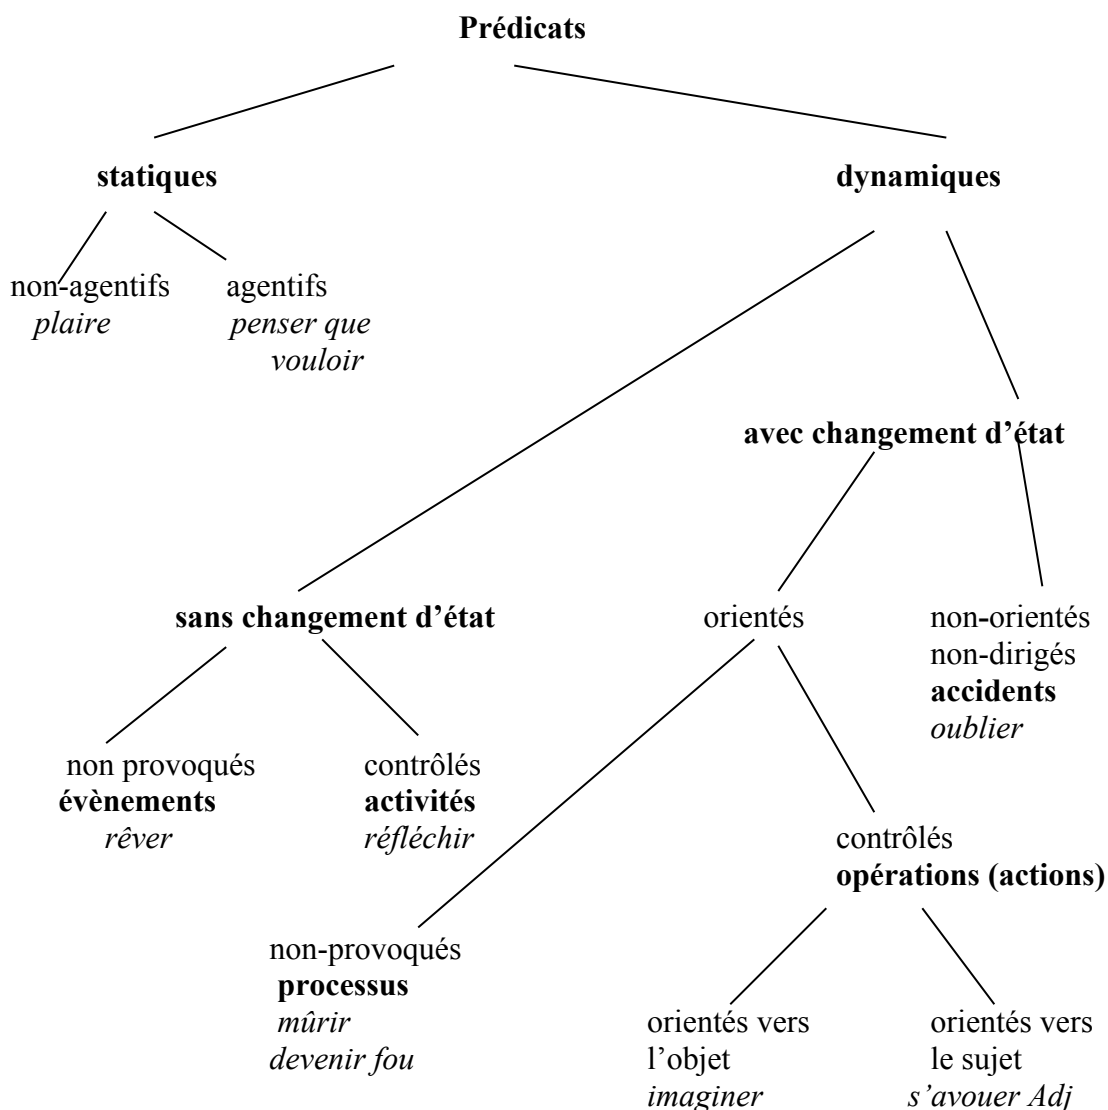 Prédicats
statiques
dynamiques
non-agentifs
plaire
agentifs
penser que
vouloir
avec changement d'état
sans changement d'état
orientés
non-orientés
non-dirigés
accidents
oublier
non provoqués
évènements
rêver
contrôlés
activités
réfléchir
contrôlés
opérations (actions)
non-provoqués
processus
mûrir
devenir fou
orientés vers
l'objet
imaginer
orientés vers
le sujet
s'avouer Adj